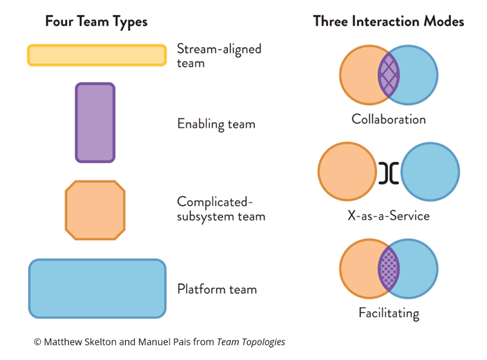 Four Team Types
Stream-aligned
team
Enabling team
Complicated-
subsystem team
Platform team
Three Interaction Modes
Collaboration
X-as-a-Service
Facilitating
© Matthew Skelton and Manuel Pais from Team Topologies